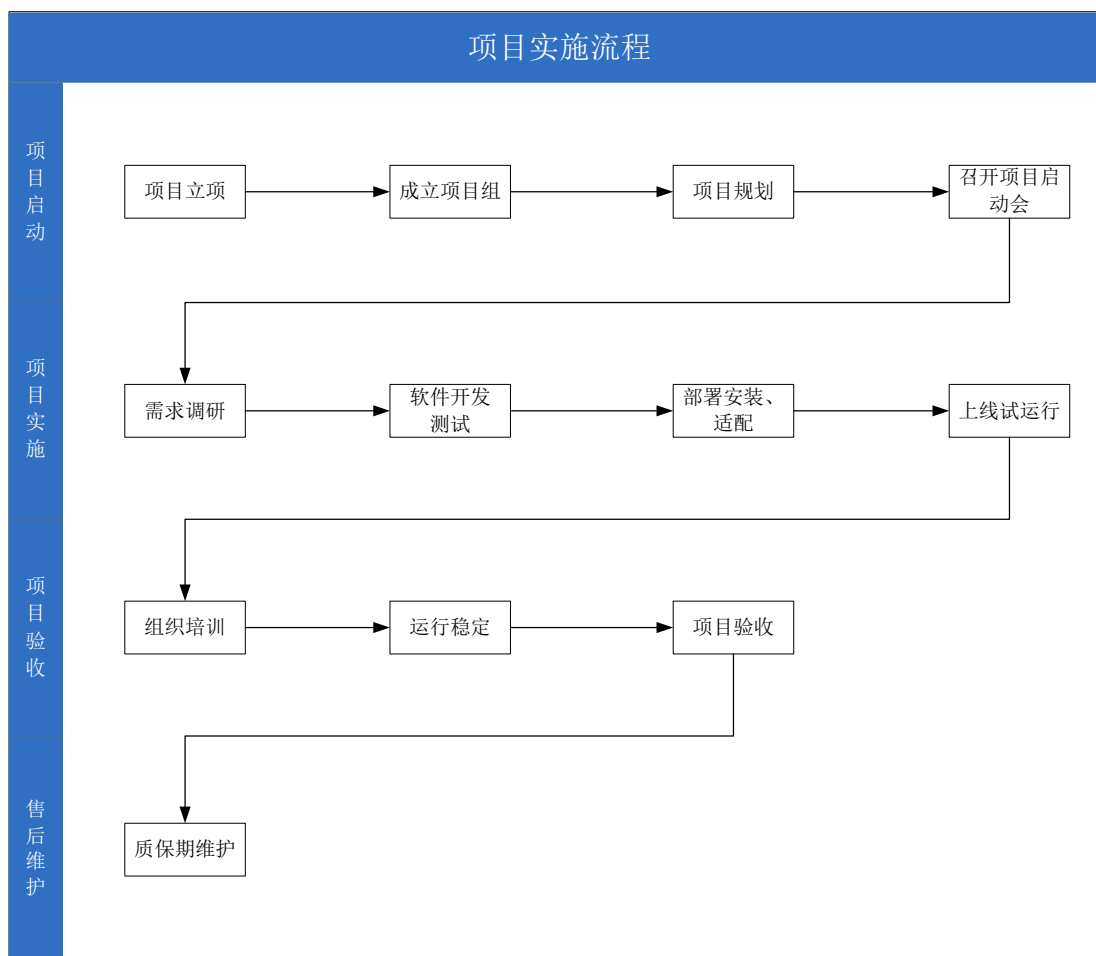 项目实施流程
项目启动
项目立项
成立项目组
项目规划
召开项目启
动会
项目实施
需求调研
软件开发
测试
部署安装、
适配
上线试运行
项目验收
组织培训
运行稳定
项目验收
售后维护
质保期维护